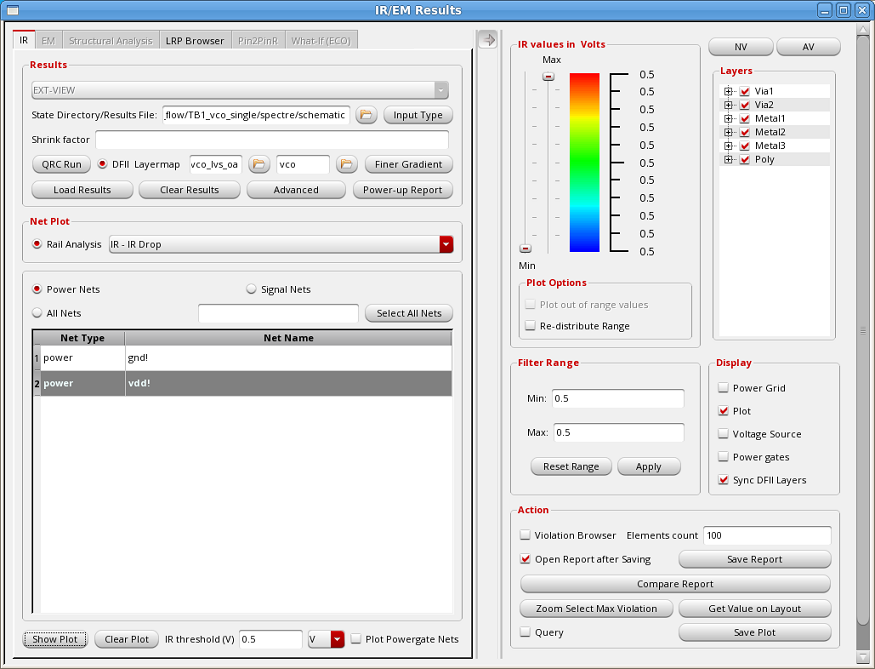 IR/EM Results
IR EM Structural Analysis LRP Browser Pin2PinR What-If (ECO)
Results
EXT-VIEW
State Directory/Results File: _flow/TB1_vco_single/spectre/schematic Input Type
Shrink factor
QRC Run DFII Layermap vco_lvs_oa vco Finer Gradient
Load Results Clear Results Advanced Power-up Report
Net Plot
Rail Analysis IR - IR Drop
Power Nets Signal Nets
All Nets Select All Nets
Net Type Net Name
1 power gnd!
2 power vdd!
Show Plot Clear Plot IR threshold (V) 0.5 V Plot Powergate Nets
IR values in Volts
Max
0.5
0.5
0.5
0.5
0.5
0.5
0.5
0.5
0.5
0.5
0.5
Min
Plot Options
Plot out of range values
Re-distribute Range
NV AV
Layers
Via1
Via2
Metal1
Metal2
Metal3
Poly
Filter Range
Min: 0.5
Max: 0.5
Reset Range Apply
Display
Power Grid
Plot
Voltage Source
Power gates
Sync DFII Layers
Action
Violation Browser Elements count 100
Open Report after Saving Save Report
Compare Report
Zoom Select Max Violation Get Value on Layout
Query Save Plot